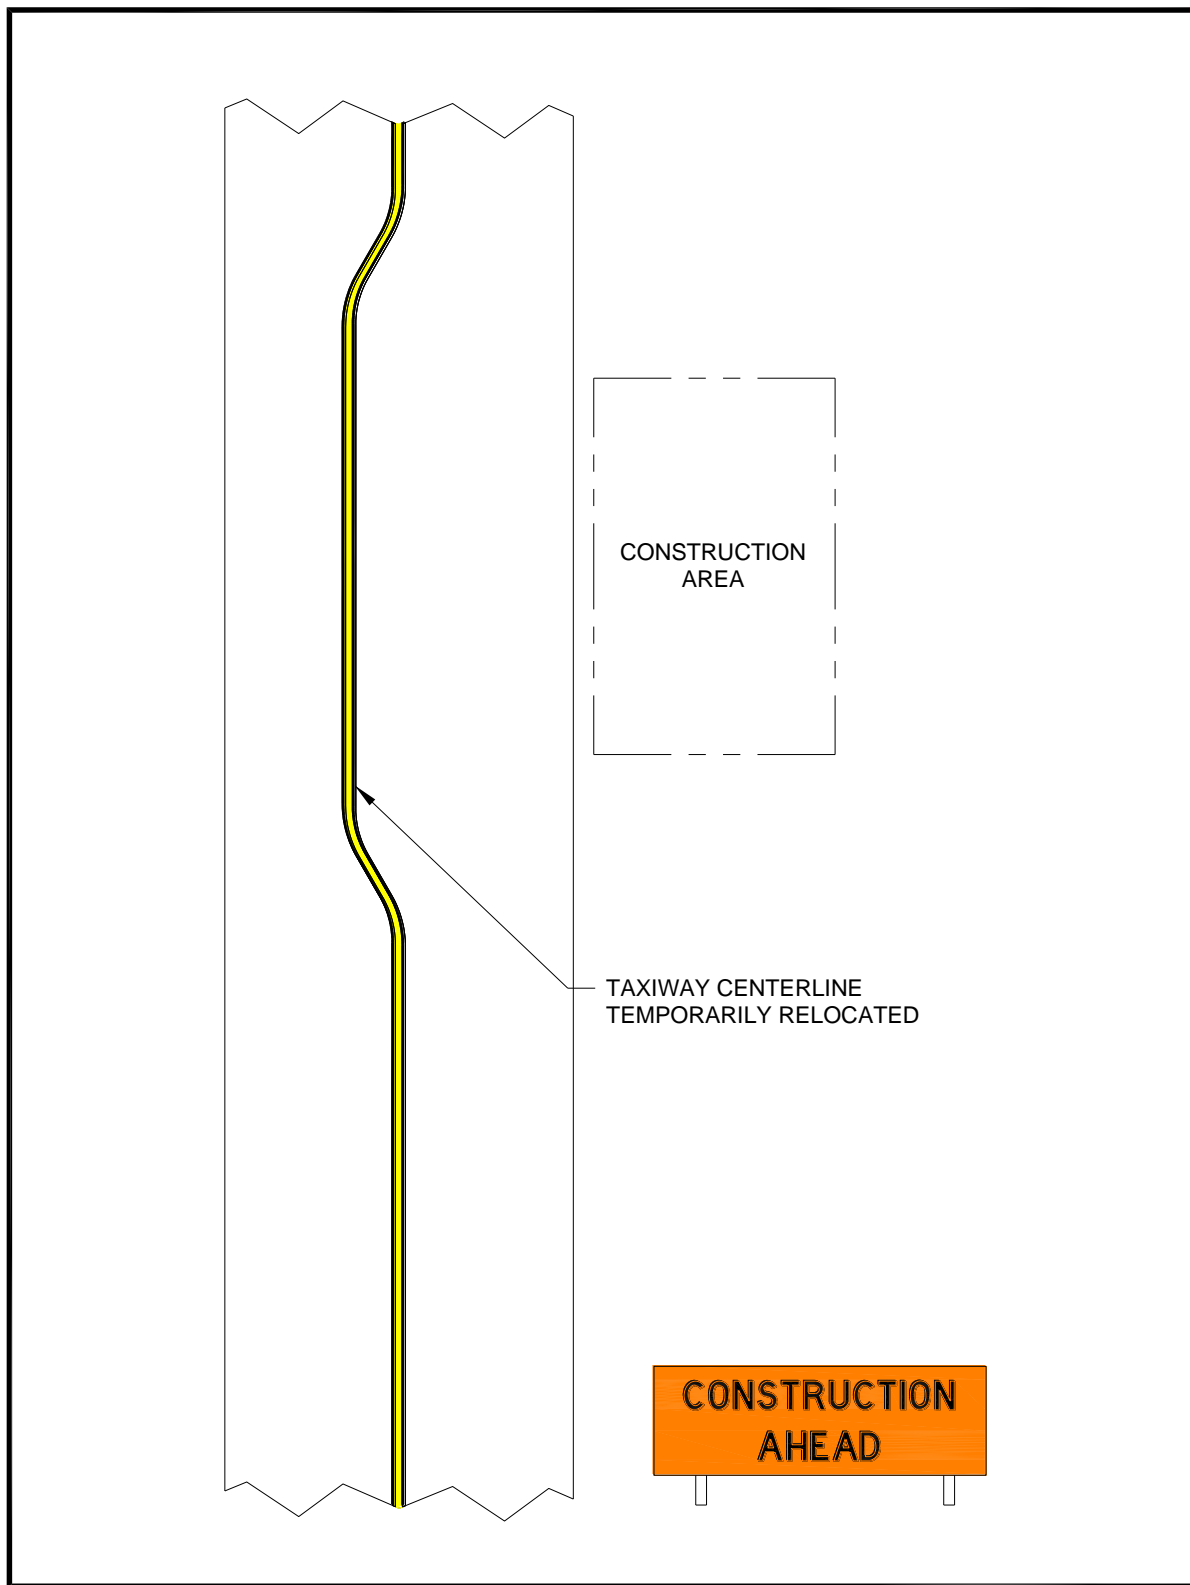 CONSTRUCTION
AREA
TAXIWAY CENTERLINE
TEMPORARILY RELOCATED
CONSTRUCTION
AHEAD